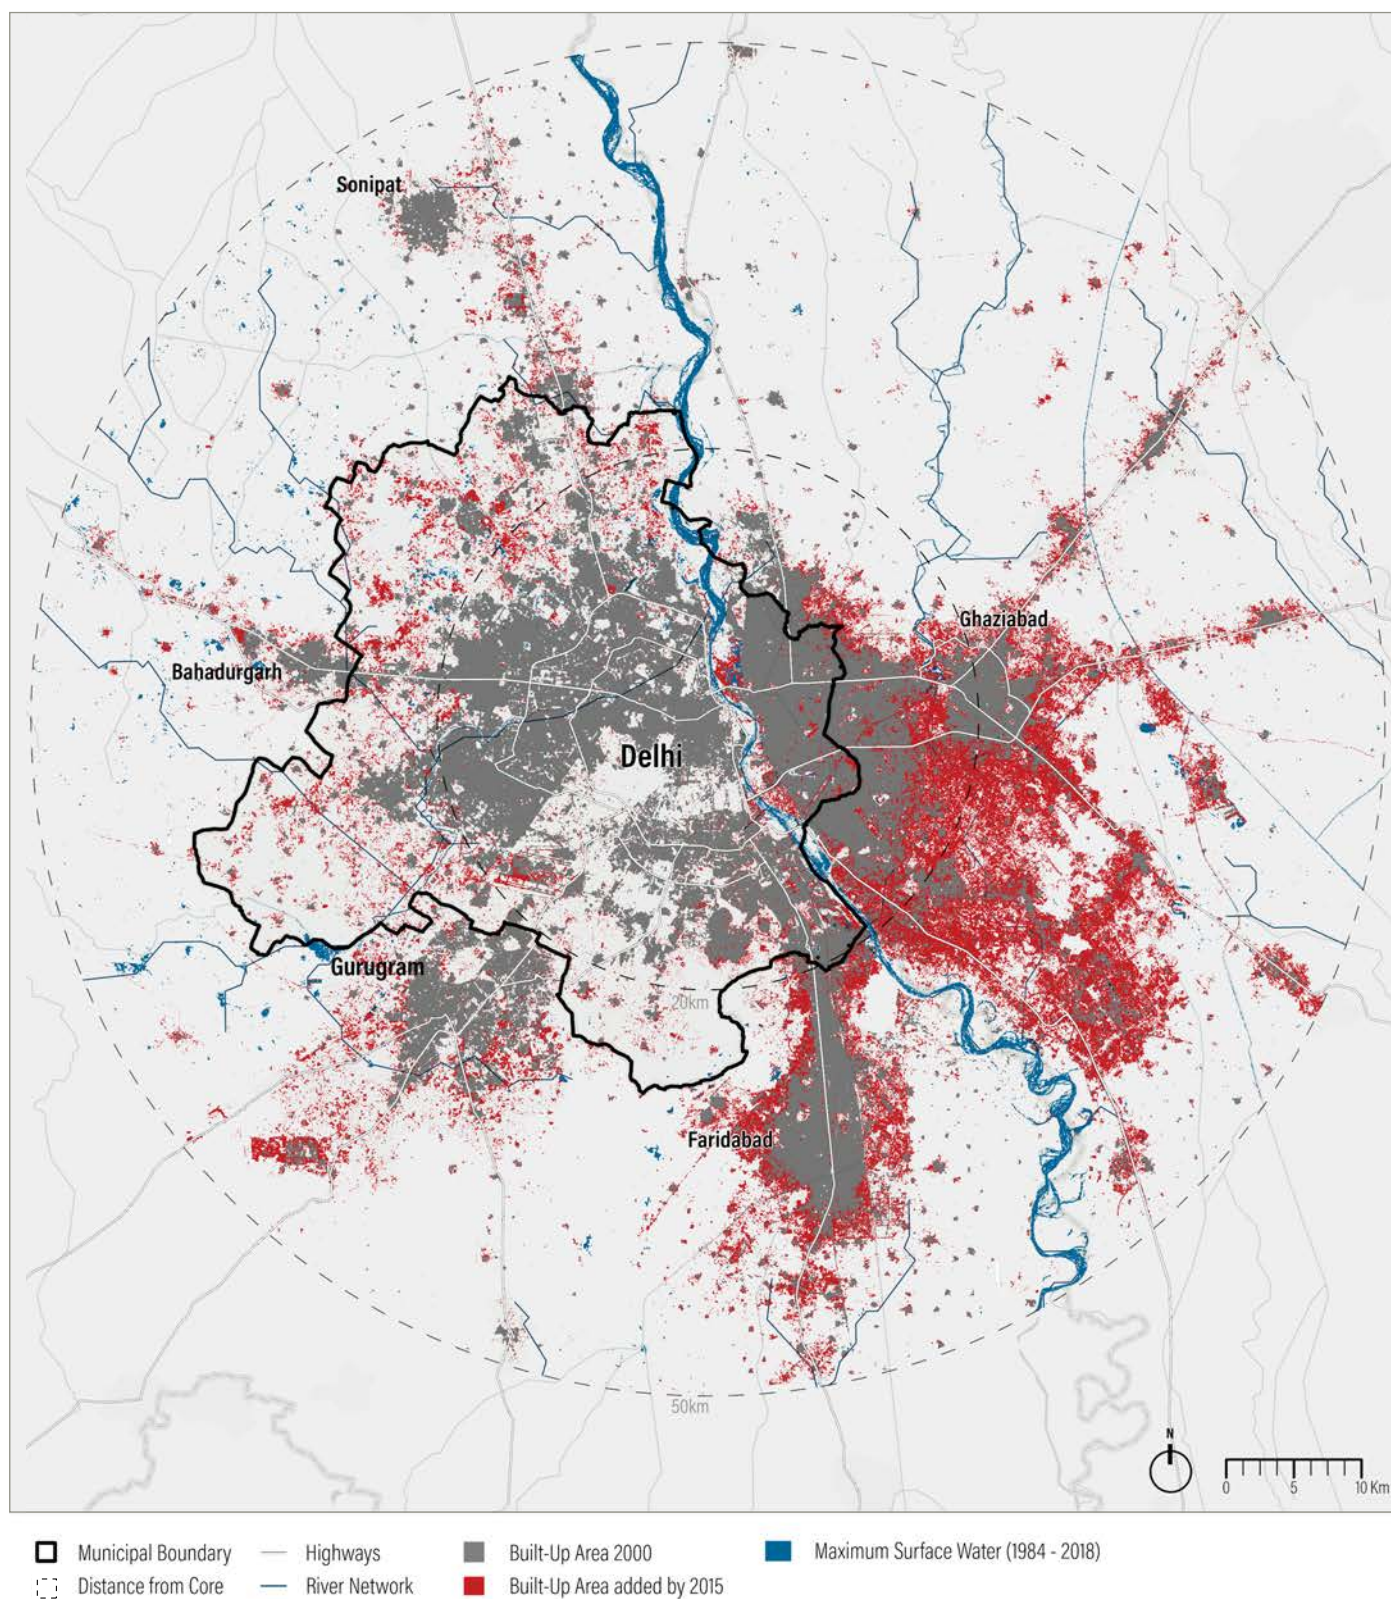 Sonipat
Ghaziabad
Bahadurgarh
Delhi
Gurugram
20km
Faridabad
50km
N
0 5 10 Km
Municipal Boundary
Highways
Built-Up Area 2000
Maximum Surface Water (1984 - 2018)
Distance from Core
River Network
Built-Up Area added by 2015